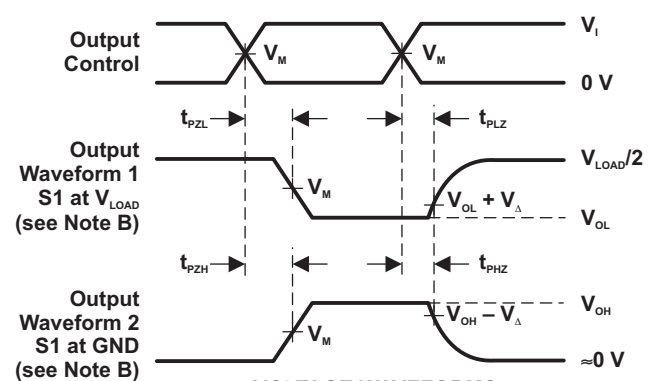 Output
Control
V_M
V_M
V_I
0 V
t_PZL
t_PLZ
Output
Waveform 1
S1 at V_LOAD
(see Note B)
V_M
V_OL + V_Δ
V_LOAD/2
V_OL
t_PZH
t_PHZ
Output
Waveform 2
S1 at GND
(see Note B)
V_M
V_OH – V_Δ
V_OH
≈0 V